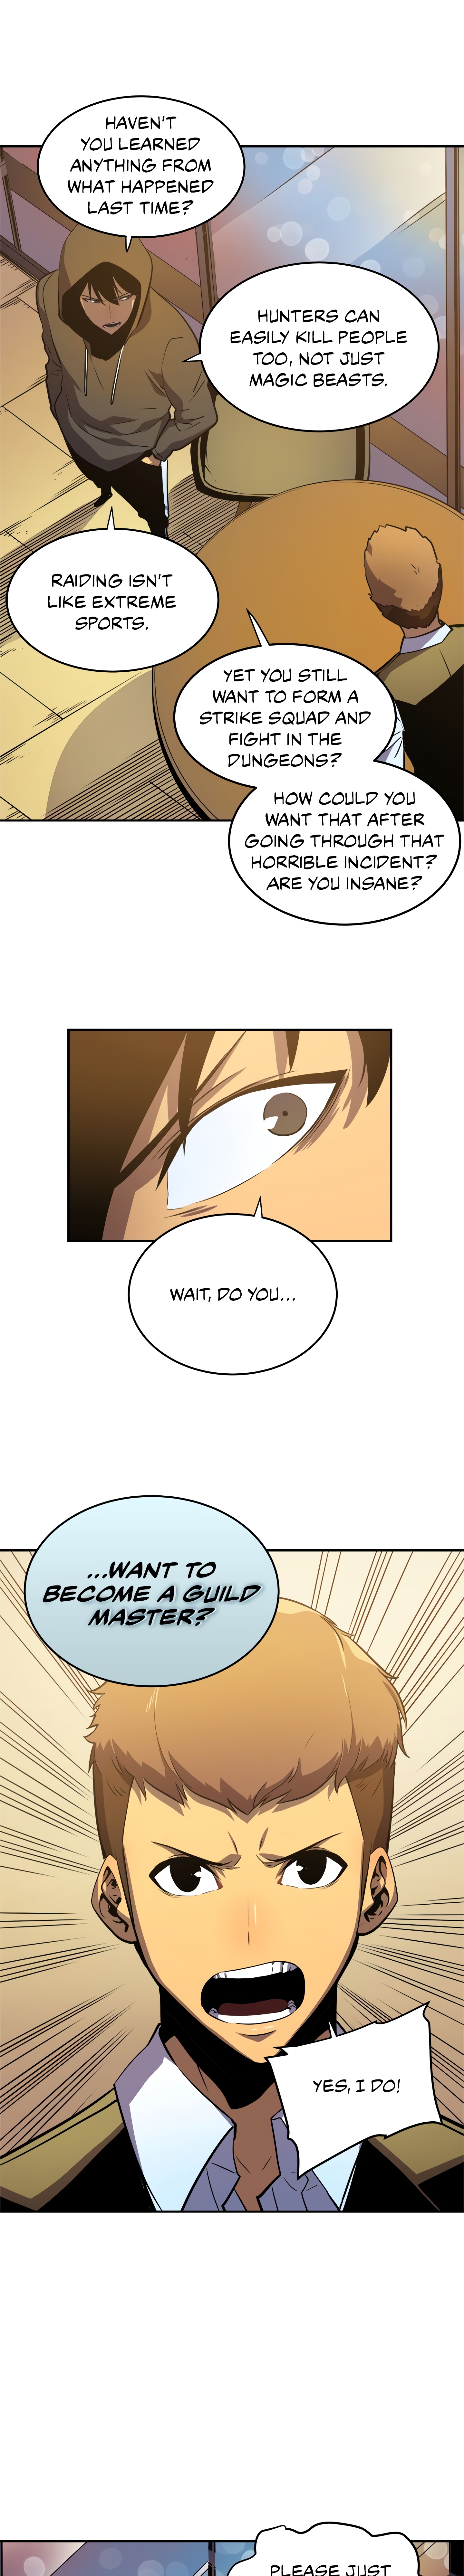 HAVEN'T
YOU LEARNED
ANYTHING FROM
WHAT HAPPENED
LAST TIME?
HUNTERS CAN
EASILY KILL PEOPLE
TOO, NOT JUST
MAGIC BEASTS.
RAIDING ISN'T
LIKE EXTREME
SPORTS.
YET YOU STILL
WANT TO FORM A
STRIKE SQUAD AND
FIGHT IN THE
DUNGEONS?
HOW COULD YOU
WANT THAT AFTER
GOING THROUGH THAT
HORRIBLE INCIDENT?
ARE YOU INSANE?
WAIT, DO YOU...
...WANT TO
BECOME A GUILD
MASTER?
YES, I DO!
PLEASE JUST